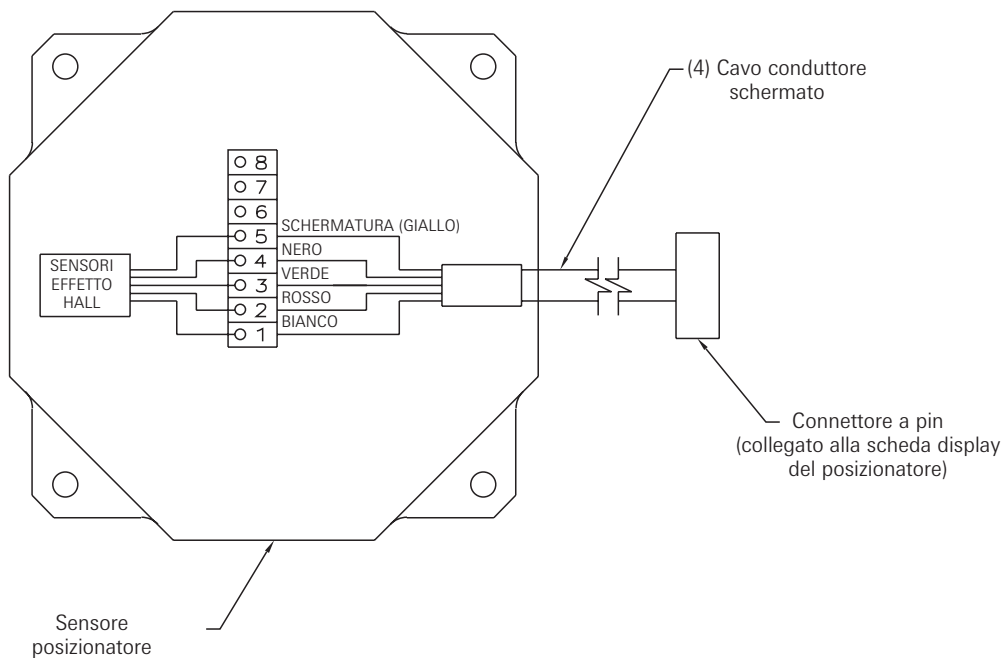 (4) Cavo conduttore
schermato
8
7
6
SCHERMATURA (GIALLO)
5
NERO
4
VERDE
3
ROSSO
2
BIANCO
1
SENSORI
EFFETTO
HALL
Connettore a pin
(collegato alla scheda display
del posizionatore)
Sensore
posizionatore